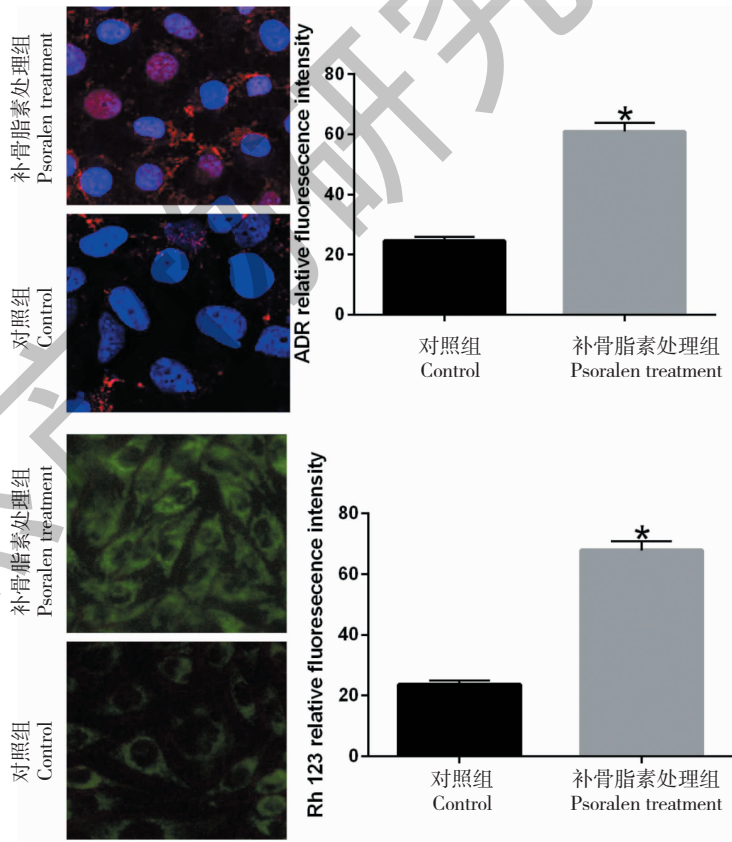 补骨脂素处理组
Psoralen treatment
对照组
Control
ADR relative fluoresecence intensity
80
60
40
20
0
*
对照组
Control
补骨脂素处理组
Psoralen treatment
补骨脂素处理组
Psoralen treatment
对照组
Control
Rh 123 relative fluoresecence intensity
80
60
40
20
0
*
对照组
Control
补骨脂素处理组
Psoralen treatment